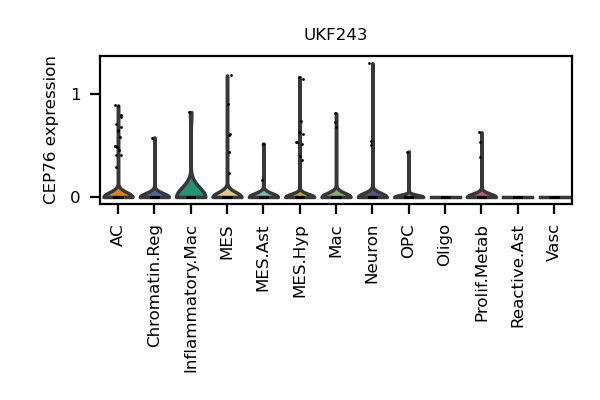 UKF243
CEP76 expression
1
0
AC
Chromatin.Reg
Inflammatory.Mac
MES
MES.Ast
MES.Hyp
Mac
Neuron
OPC
Oligo
Prolif.Metab
Reactive.Ast
Vasc